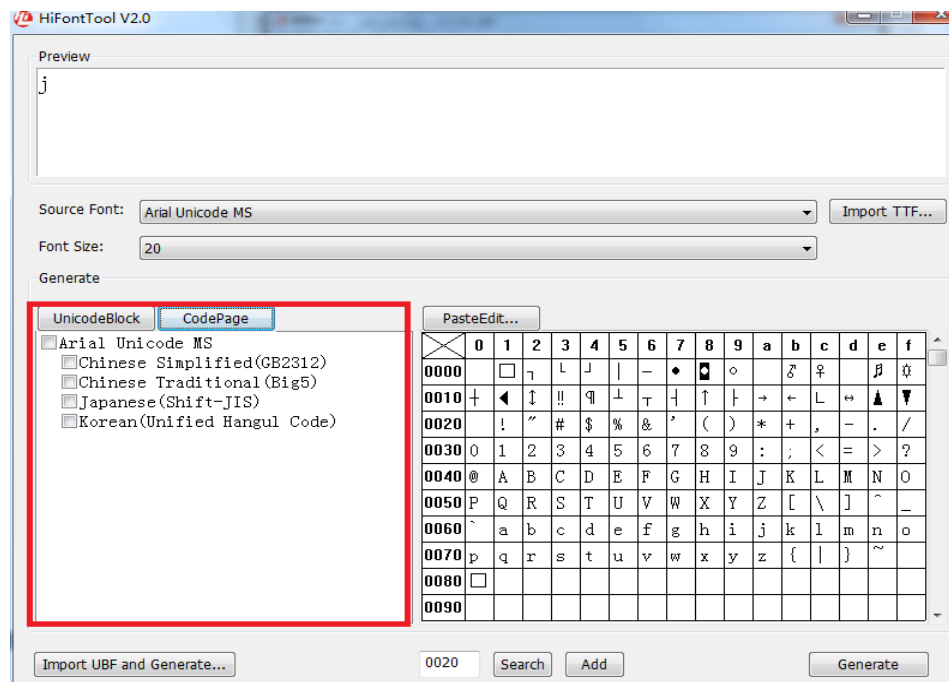 HiFontTool V2.0
Preview
j
Source Font: Arial Unicode MS Import TTF...
Font Size: 20
Generate
UnicodeBlock CodePage PasteEdit...
Arial Unicode MS
Chinese Simplified(GB2312)
Chinese Traditional(Big5)
Japanese(Shift-JIS)
Korean(Unified Hangul Code)
0 1 2 3 4 5 6 7 8 9 a b c d e f
0000 □ ┐ └ ┘ │ ─ • ◘ ○ ♂ ♀ ♬ ☼
0010 ┼ ◄ ↕ ‼ ¶ ┴ ┬ ┤ ↑ ├ → ← ∟ ↔ ▲ ▼
0020 ! " # $ % & ' ( ) * + , - . /
0030 0 1 2 3 4 5 6 7 8 9 : ; < = > ?
0040 @ A B C D E F G H I J K L M N O
0050 P Q R S T U V W X Y Z [ \ ] ^ _
0060 ` a b c d e f g h i j k l m n o
0070 p q r s t u v w x y z { | } ~
0080 □
0090
Import UBF and Generate... 0020 Search Add Generate